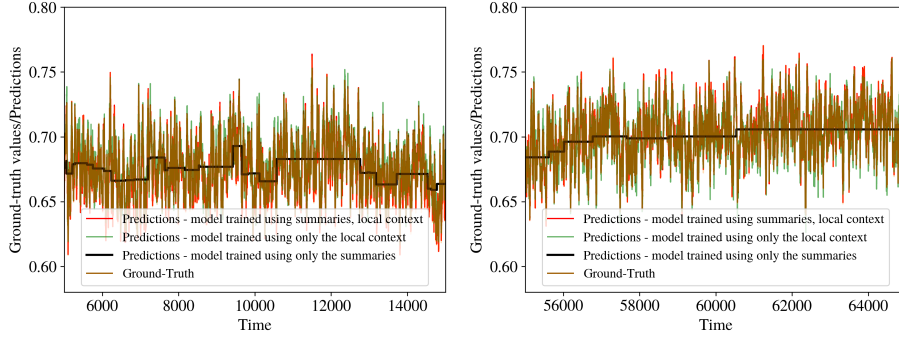 0.80
0.75
0.70
0.65
0.60
Ground-truth values/Predictions
Predictions - model trained using summaries, local context
Predictions - model trained using only the local context
Predictions - model trained using only the summaries
Ground-Truth
6000 8000 10000 12000 14000
Time
0.80
0.75
0.70
0.65
0.60
Ground-truth values/Predictions
Predictions - model trained using summaries, local context
Predictions - model trained using only the local context
Predictions - model trained using only the summaries
Ground-Truth
56000 58000 60000 62000 64000
Time